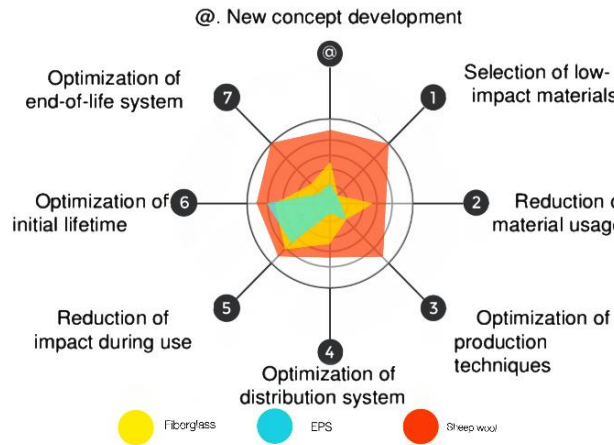 @. New concept development
@
Optimization of
end-of-life system
7
1
Selection of low-
impact materials
Optimization of
initial lifetime
6
2
Reduction o
material usage
Reduction of
impact during use
5
3
Optimization of
production
techniques
4
Optimization of
distribution system
Fiberglass
EPS
Sheep wool